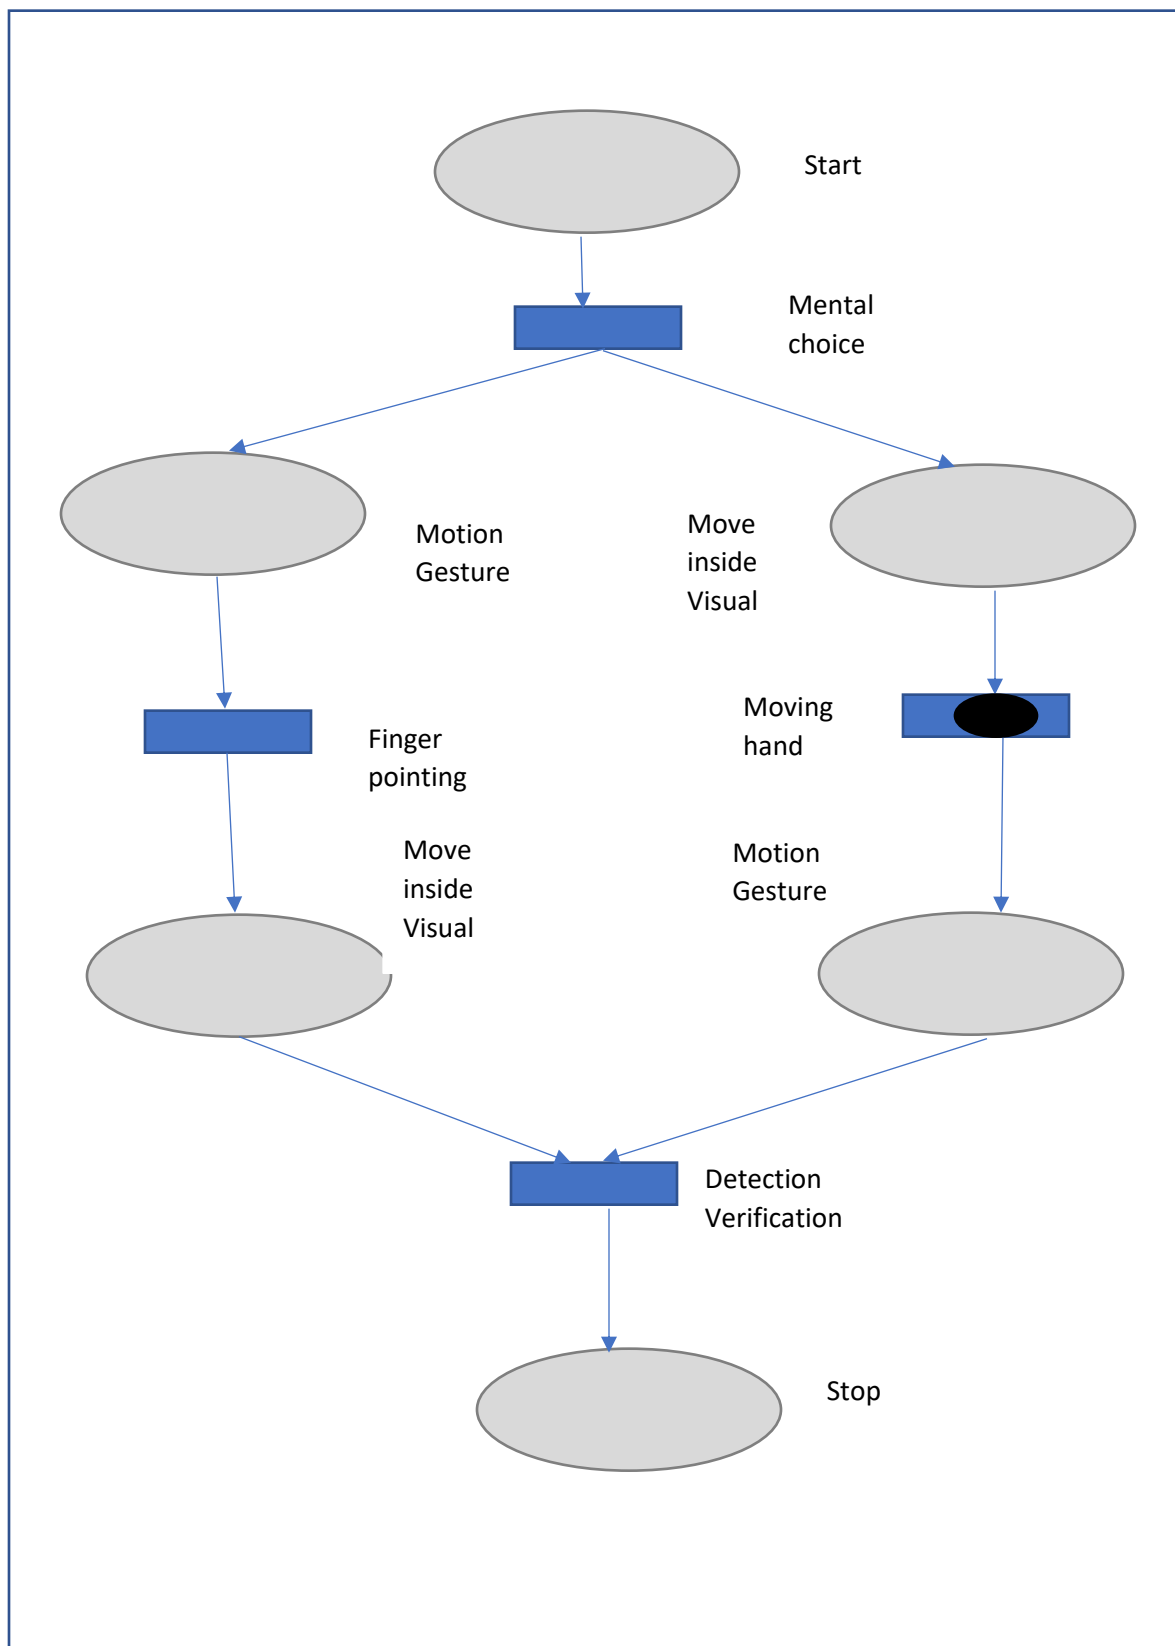 Start
Mental
choice
Motion
Gesture
Move
inside
Visual
Finger
pointing
Moving
hand
Move
inside
Visual
Motion
Gesture
Detection
Verification
Stop